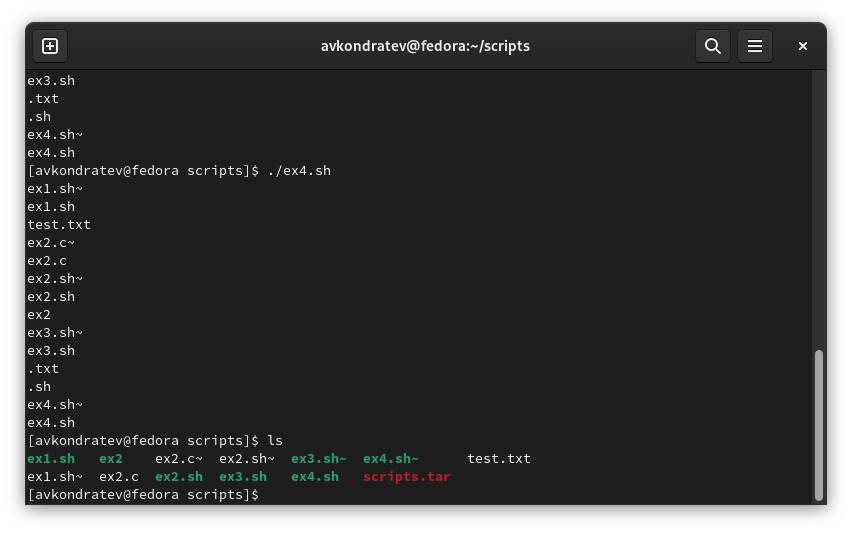 avkondratev@fedora:~/scripts
ex3.sh
.txt
.sh
ex4.sh~
ex4.sh
[avkondratev@fedora scripts]$ ./ex4.sh
ex1.sh~
ex1.sh
test.txt
ex2.c~
ex2.c
ex2.sh~
ex2.sh
ex2
ex3.sh~
ex3.sh
.txt
.sh
ex4.sh~
ex4.sh
[avkondratev@fedora scripts]$ ls
ex1.sh   ex2    ex2.c~  ex2.sh~  ex3.sh~  ex4.sh~      test.txt
ex1.sh~  ex2.c  ex2.sh  ex3.sh   ex4.sh   scripts.tar
[avkondratev@fedora scripts]$